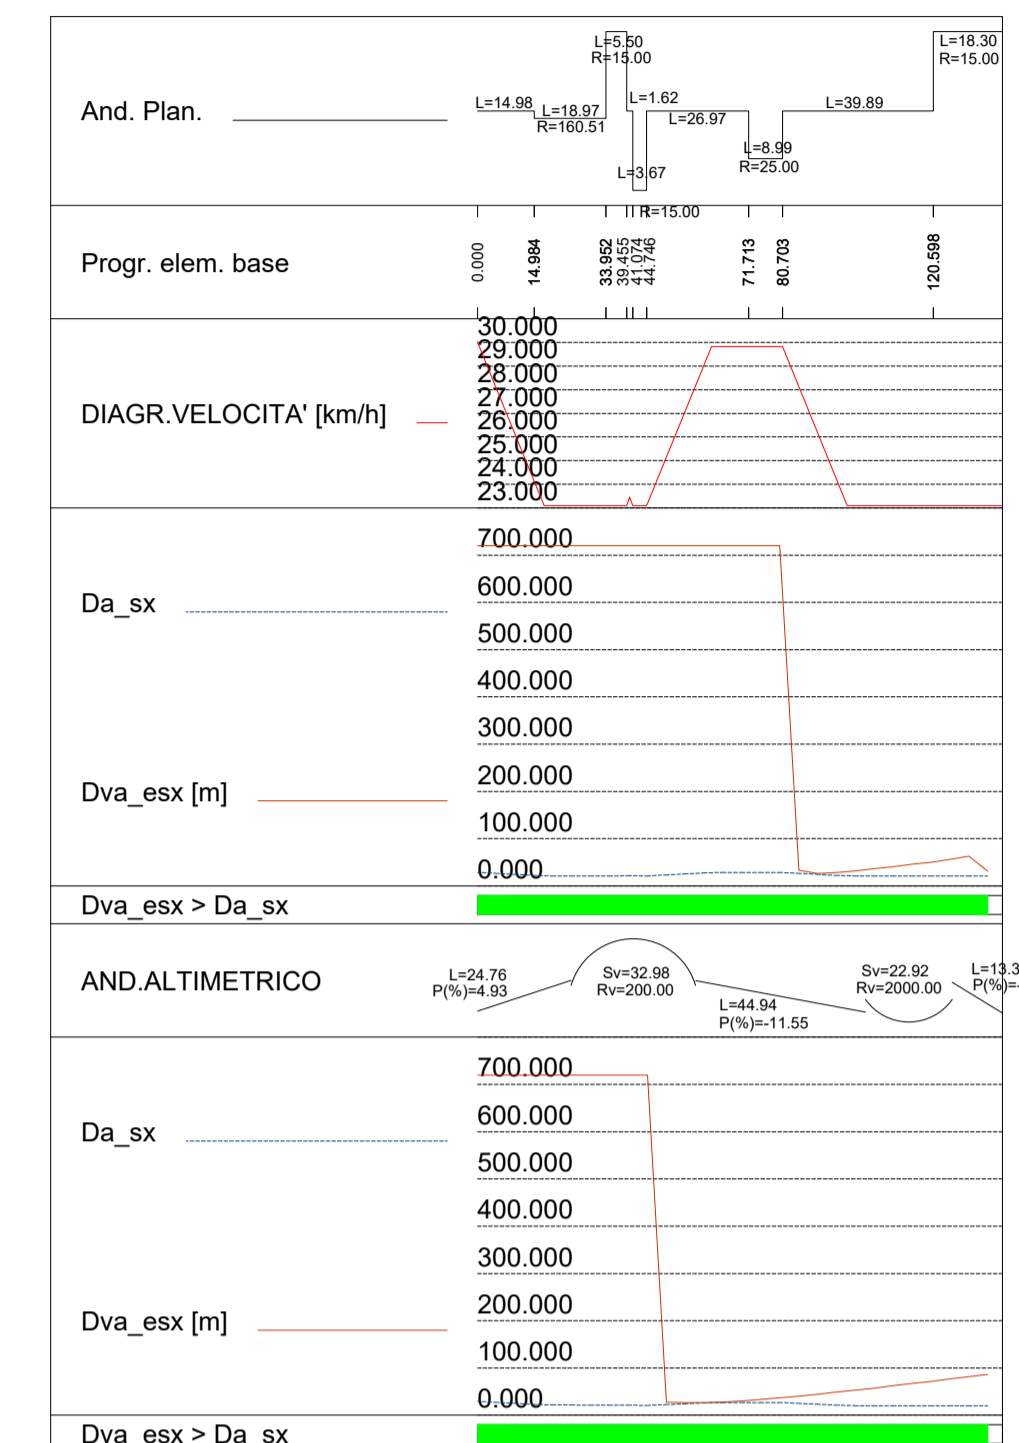 And. Plan.
L=14.98
L=18.97
R=160.51
L=5.50
R=15.00
L=1.62
L=3.67
R=15.00
L=26.97
L=8.99
R=25.00
L=39.89
L=18.30
R=15.00
Progr. elem. base
0.000
14.984
33.952
39.455
41.074
44.746
71.713
80.703
120.598
DIAGR.VELOCITA' [km/h]
30.000
29.000
28.000
27.000
26.000
25.000
24.000
23.000
Da_sx
Dva_esx [m]
700.000
600.000
500.000
400.000
300.000
200.000
100.000
0.000
Dva_esx > Da_sx
AND.ALTIMETRICO
L=24.76
P(%)=4.93
Sv=32.98
Rv=200.00
L=44.94
P(%)=-11.55
Sv=22.92
Rv=2000.00
L=13.3
P(%)=-
Da_sx
Dva_esx [m]
700.000
600.000
500.000
400.000
300.000
200.000
100.000
0.000
Dva_esx > Da_sx